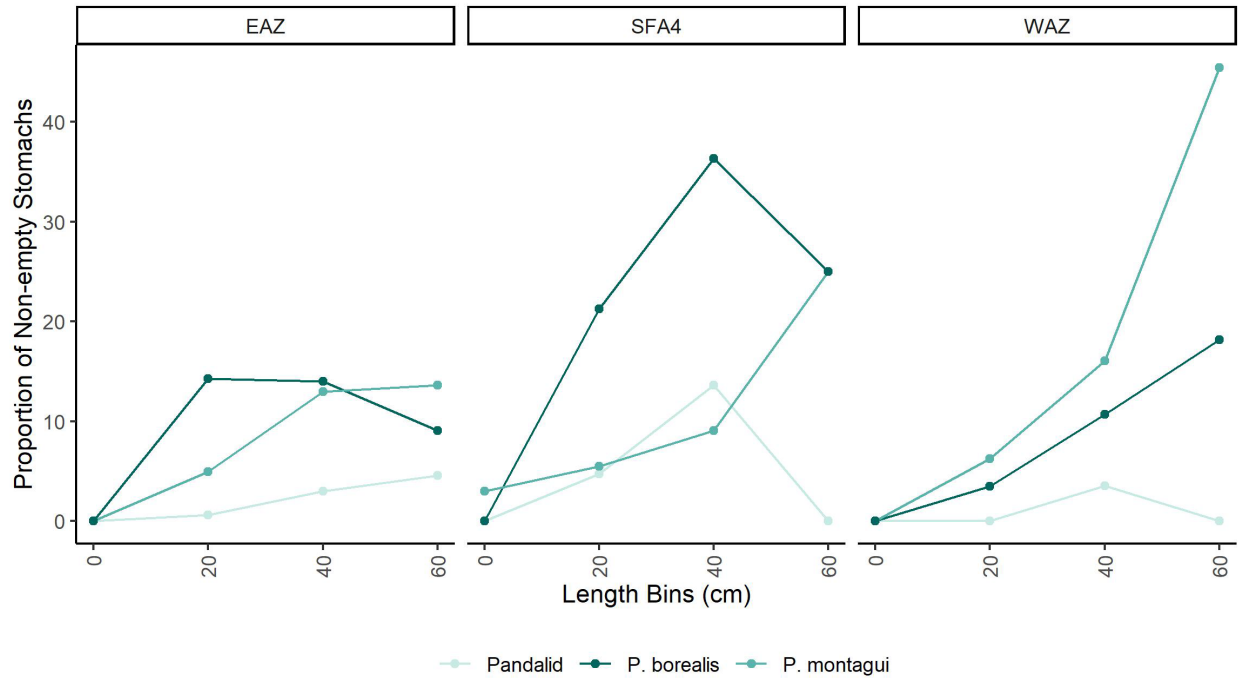 EAZ SFA4 WAZ
Proportion of Non-empty Stomachs
40
30
20
10
0
0 20 40 60 0 20 40 60 0 20 40 60
Length Bins (cm)
Pandalid P. borealis P. montagui